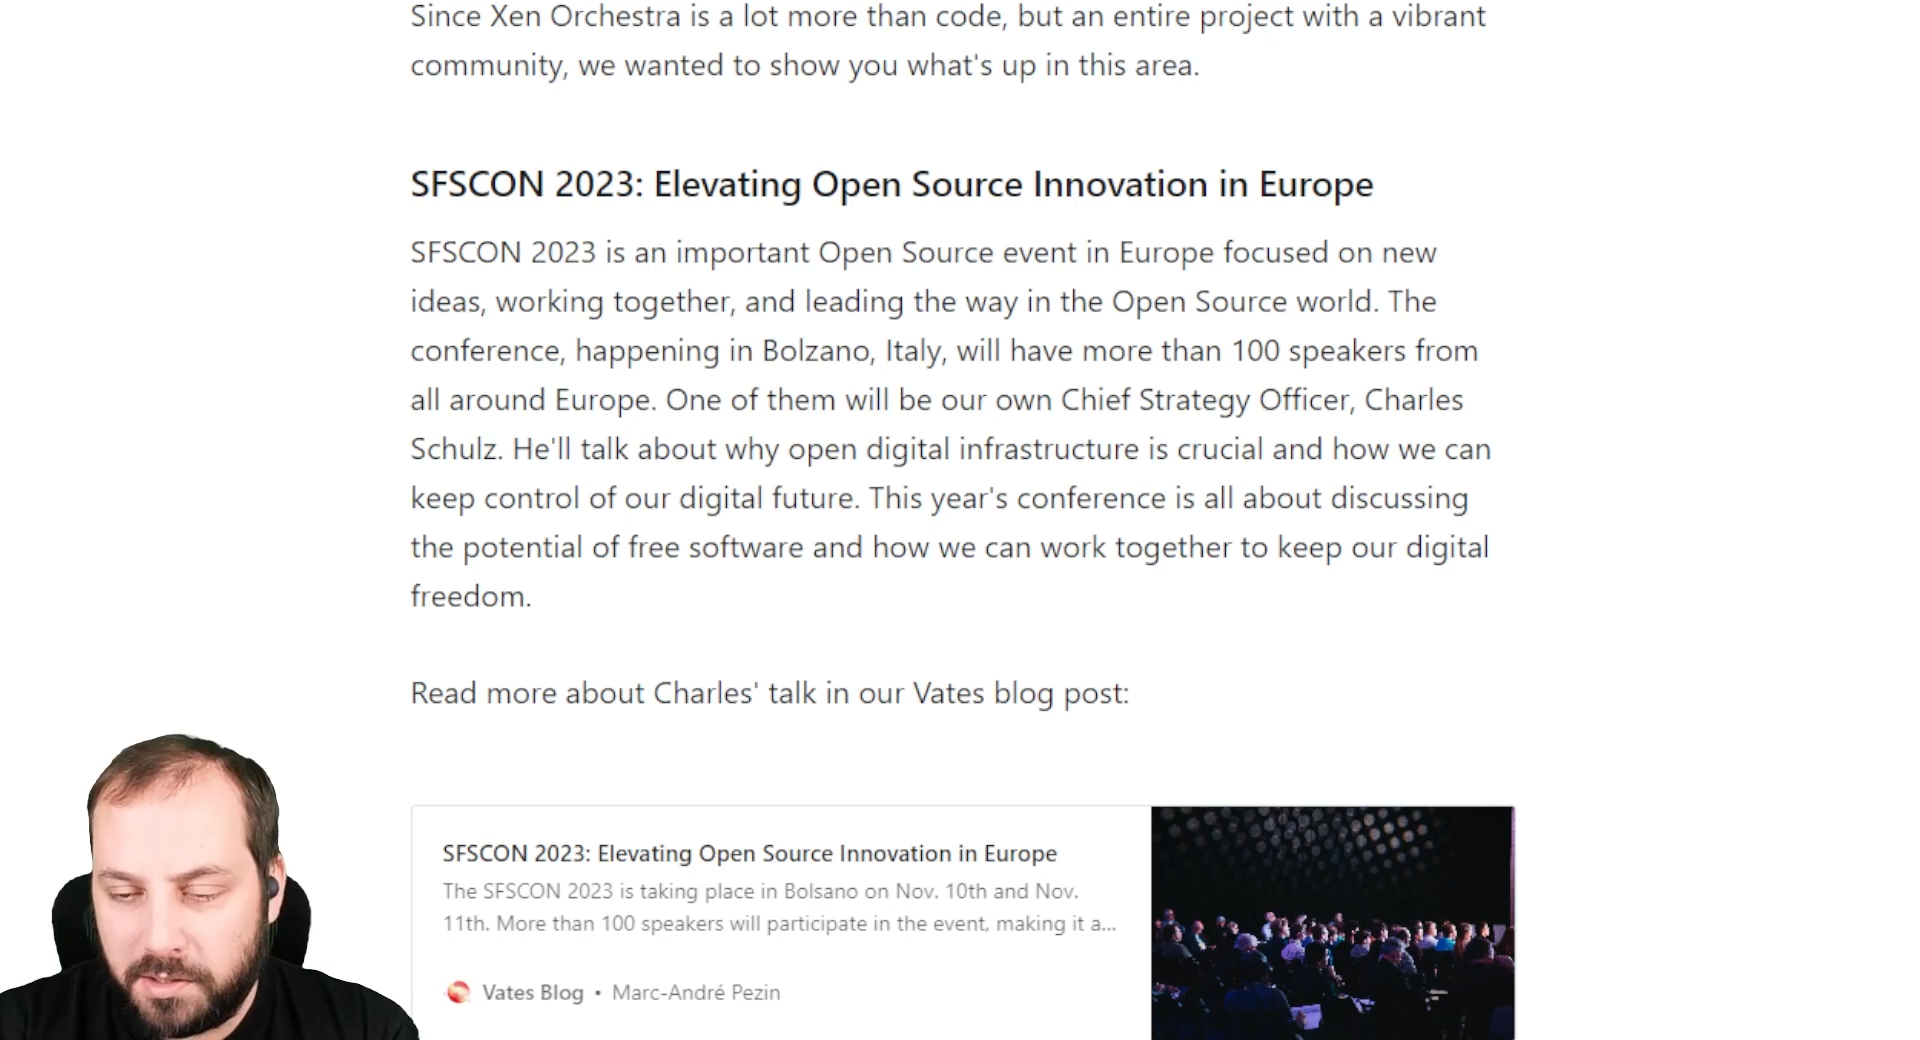 Since Xen Orchestra is a lot more than code, but an entire project with a vibrant
community, we wanted to show you what's up in this area.
SFSCON 2023: Elevating Open Source Innovation in Europe
SFSCON 2023 is an important Open Source event in Europe focused on new
ideas, working together, and leading the way in the Open Source world. The
conference, happening in Bolzano, Italy, will have more than 100 speakers from
all around Europe. One of them will be our own Chief Strategy Officer, Charles
Schulz. He'll talk about why open digital infrastructure is crucial and how we can
keep control of our digital future. This year's conference is all about discussing
the potential of free software and how we can work together to keep our digital
freedom.
Read more about Charles' talk in our Vates blog post:
SFSCON 2023: Elevating Open Source Innovation in Europe
The SFSCON 2023 is taking place in Bolsano on Nov. 10th and Nov.
11th. More than 100 speakers will participate in the event, making it a...
Vates Blog • Marc-André Pezin